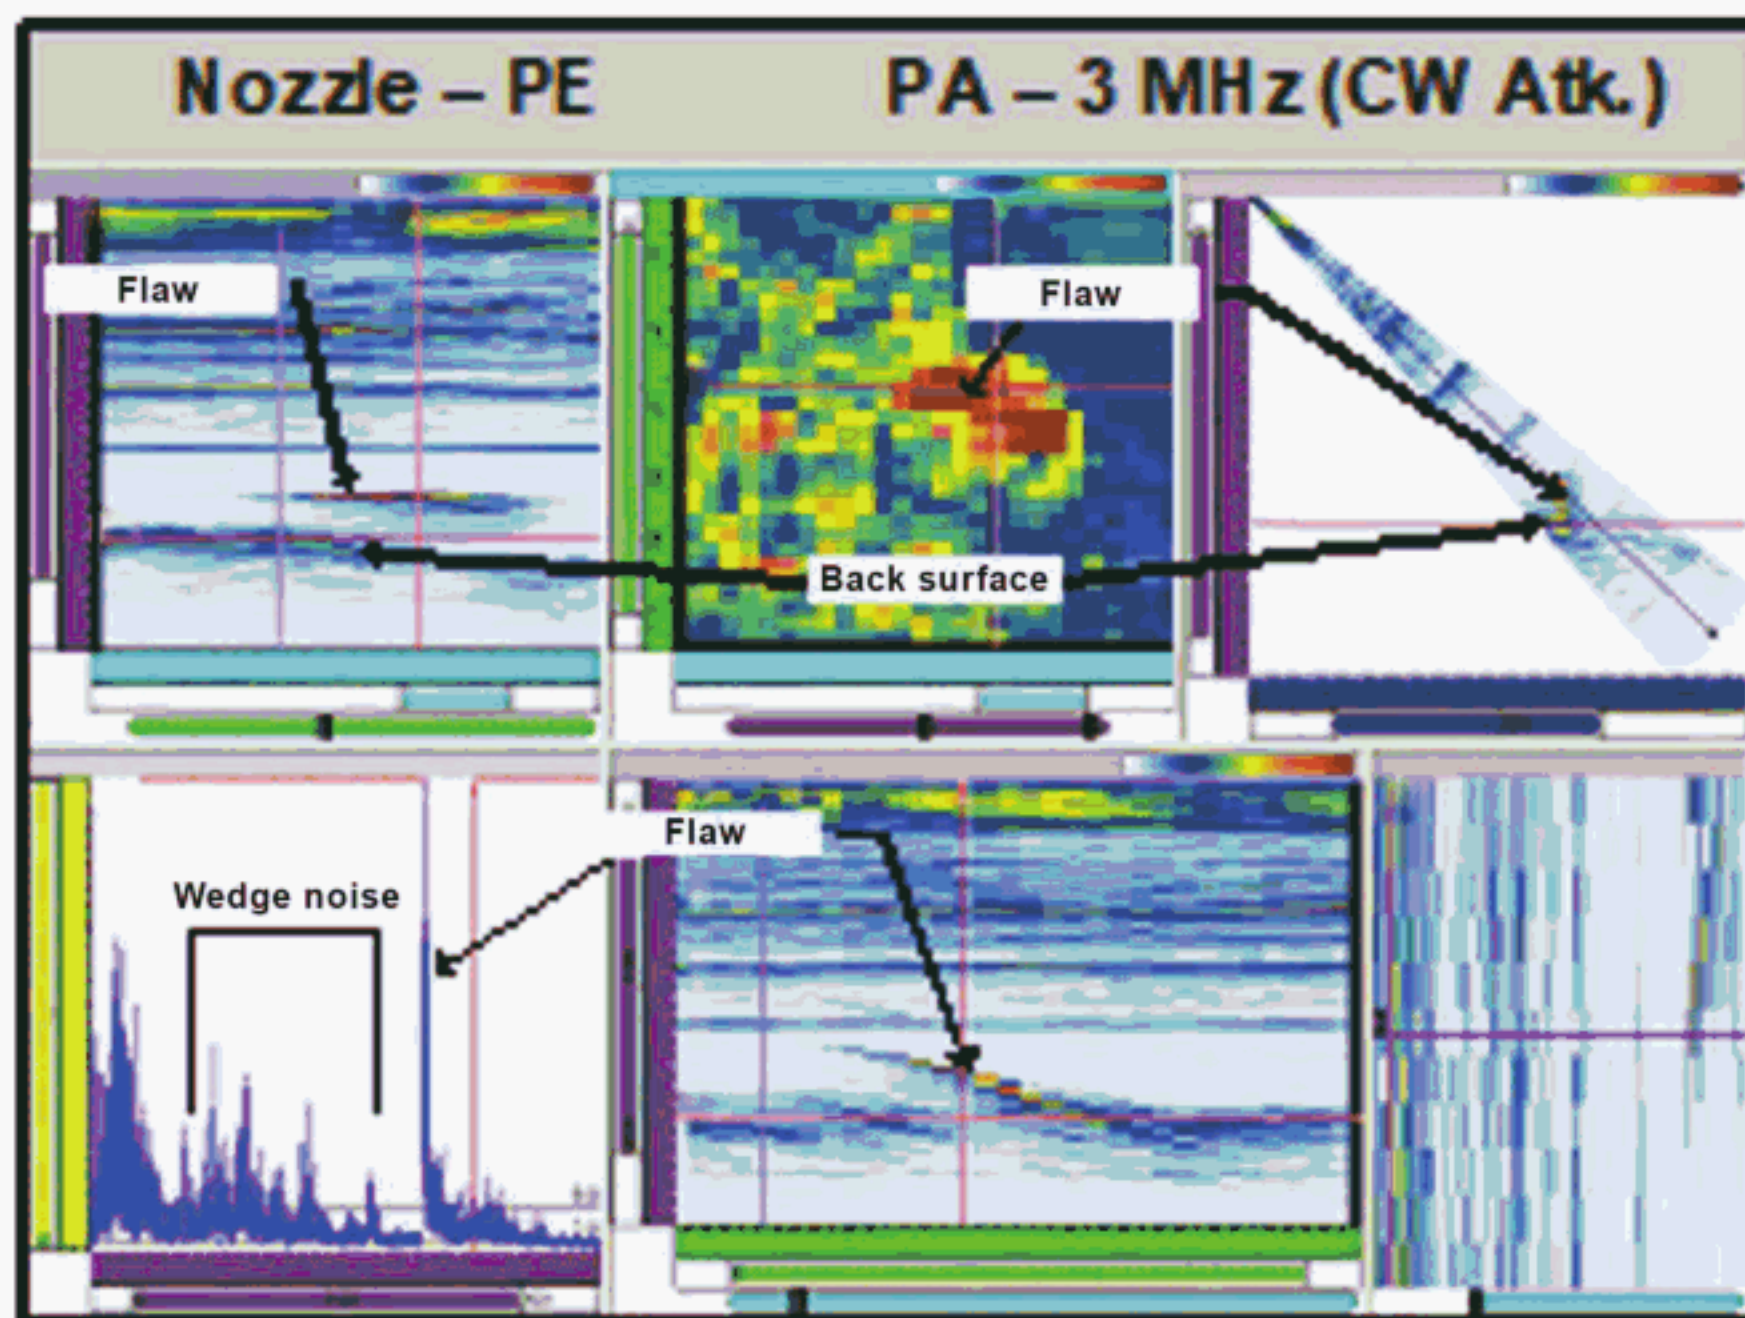 Nozzle – PE PA – 3 MHz (CW Atk.)
Flaw
Flaw
Back surface
Flaw
Wedge noise